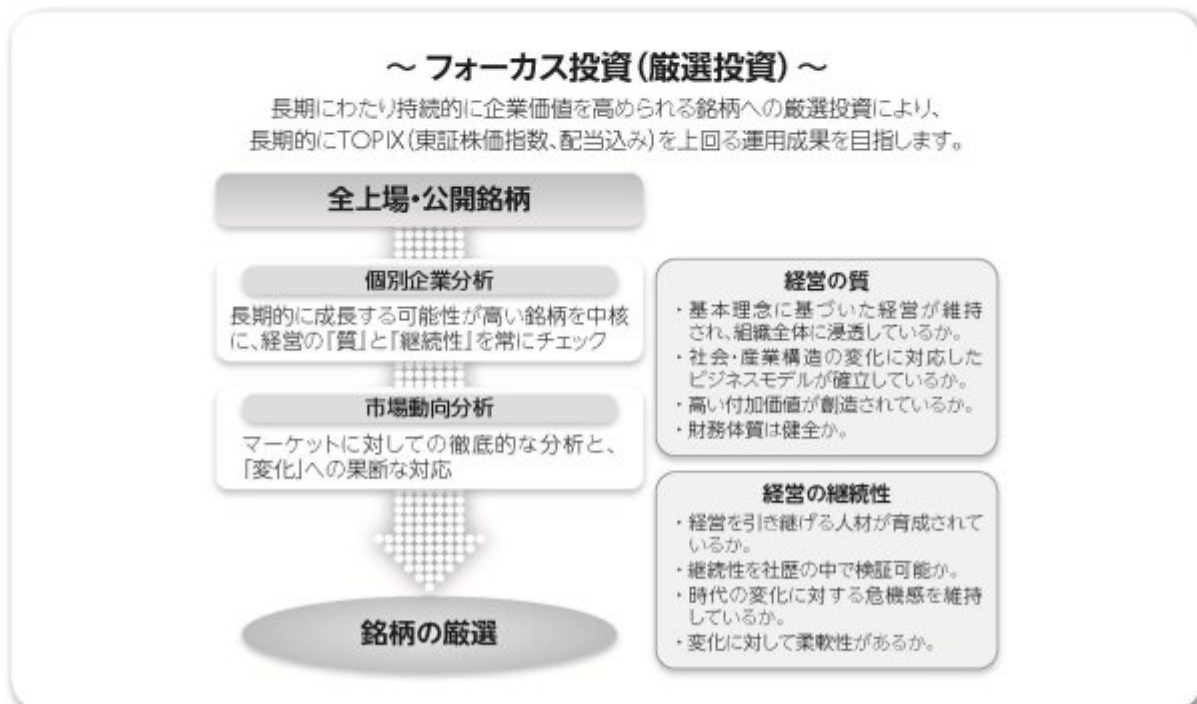 ～ フォーカス投資(厳選投資) ～
長期にわたり持続的に企業価値を高められる銘柄への厳選投資により、
長期的にTOPIX(東証株価指数、配当込み)を上回る運用成果を目指します。
全上場・公開銘柄
個別企業分析
長期的に成長する可能性が高い銘柄を中核
に、経営の『質』と『継続性』を常にチェック
市場動向分析
マーケットに対しての徹底的な分析と、
「変化」への果断な対応
銘柄の厳選
経営の質
・基本理念に基づいた経営が維持
され、組織全体に浸透しているか。
・社会・産業構造の変化に対応した
ビジネスモデルが確立しているか。
・高い付加価値が創造されているか。
・財務体質は健全か。
経営の継続性
・経営を引き継げる人材が育成されて
いるか。
・継続性を社歴の中で検証可能か。
・時代の変化に対する危機感を維持
しているか。
・変化に対して柔軟性があるか。